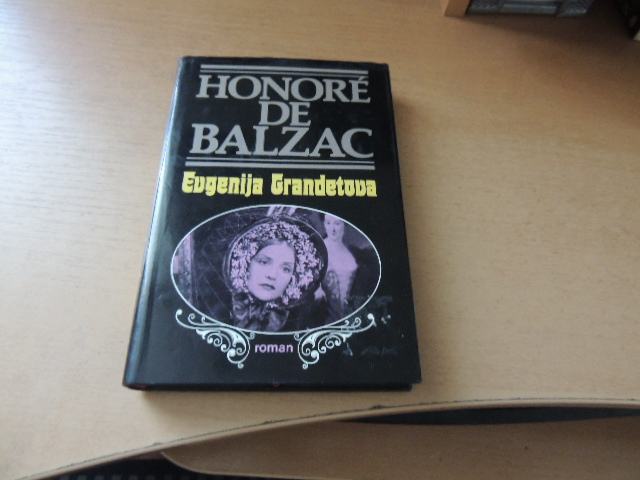 HONORÉ
DE
BALZAC
Evgenija Grandetova
roman